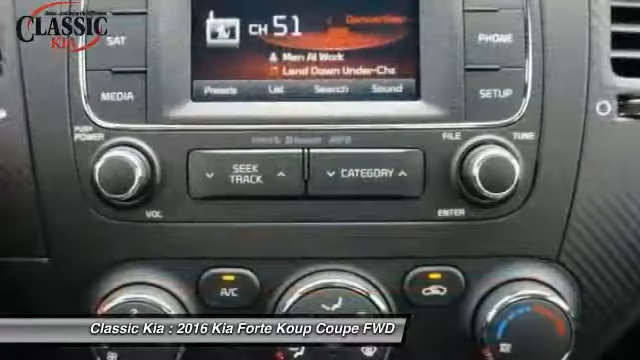 CLASSIC
KIA
SAT
MEDIA
CH 51
Men At Work
Land Down Under-Chs
Presets List Search Sound
PHONE
SETUP
PUSH
POWER
VOL
SEEK
TRACK
CATEGORY
FILE
TUNE
ENTER
A/C
Classic Kia : 2016 Kia Forte Koup Coupe FWD